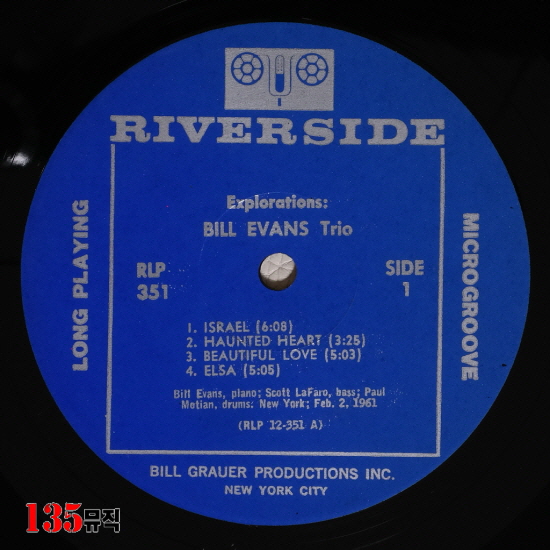 RIVERSIDE
Explorations:
BILL EVANS Trio
LONG PLAYING
MICROGROOVE
RLP
351
SIDE
1
1. ISRAEL (6:08)
2. HAUNTED HEART (3:25)
3. BEAUTIFUL LOVE (5:03)
4. ELSA (5:05)
Bill Evans, piano; Scott LaFaro, bass; Paul
Motian, drums. New York; Feb. 2, 1961
(RLP 12-351 A)
BILL GRAUER PRODUCTIONS INC.
NEW YORK CITY
135뮤직